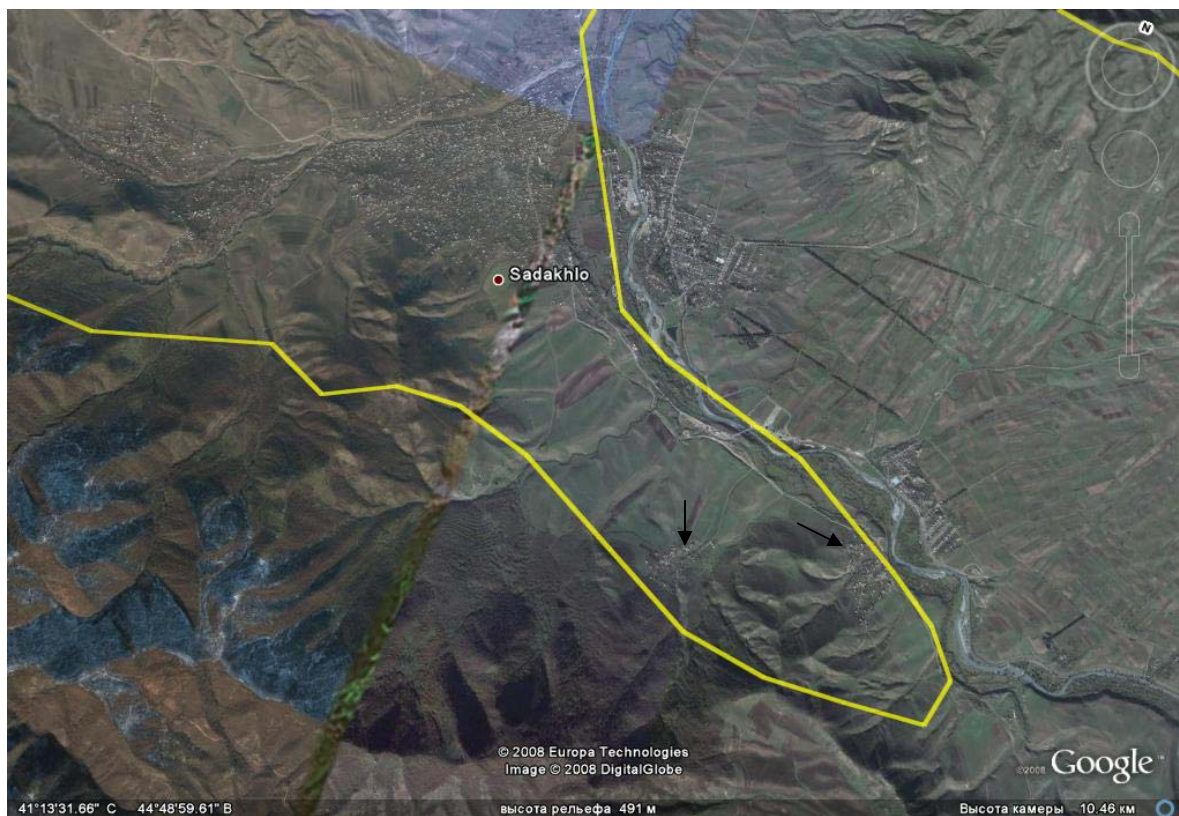 N
Sadakhlo
© 2008 Europa Technologies
Image © 2008 DigitalGlobe
©2008 Google™
41°13'31.66" С 44°48'59.61" В высота рельефа 491 м Высота камеры 10.46 км